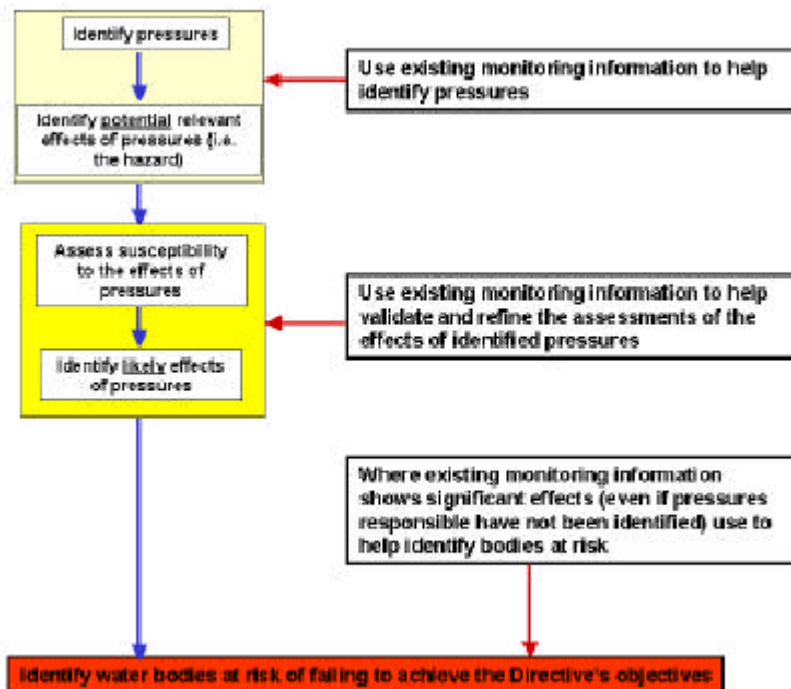 Identify pressures
Use existing monitoring information to help
identify pressures
Identify potential relevant
effects of pressures (i.e.
the hazard)
Assess susceptibility
to the effects of
pressures
Use existing monitoring information to help
validate and refine the assessments of the
effects of identified pressures
Identify likely effects
of pressures
Where existing monitoring information
shows significant effects (even if pressures
responsible have not been identified) use to
help identify bodies at risk
Identify water bodies at risk of failing to achieve the Directive's objectives